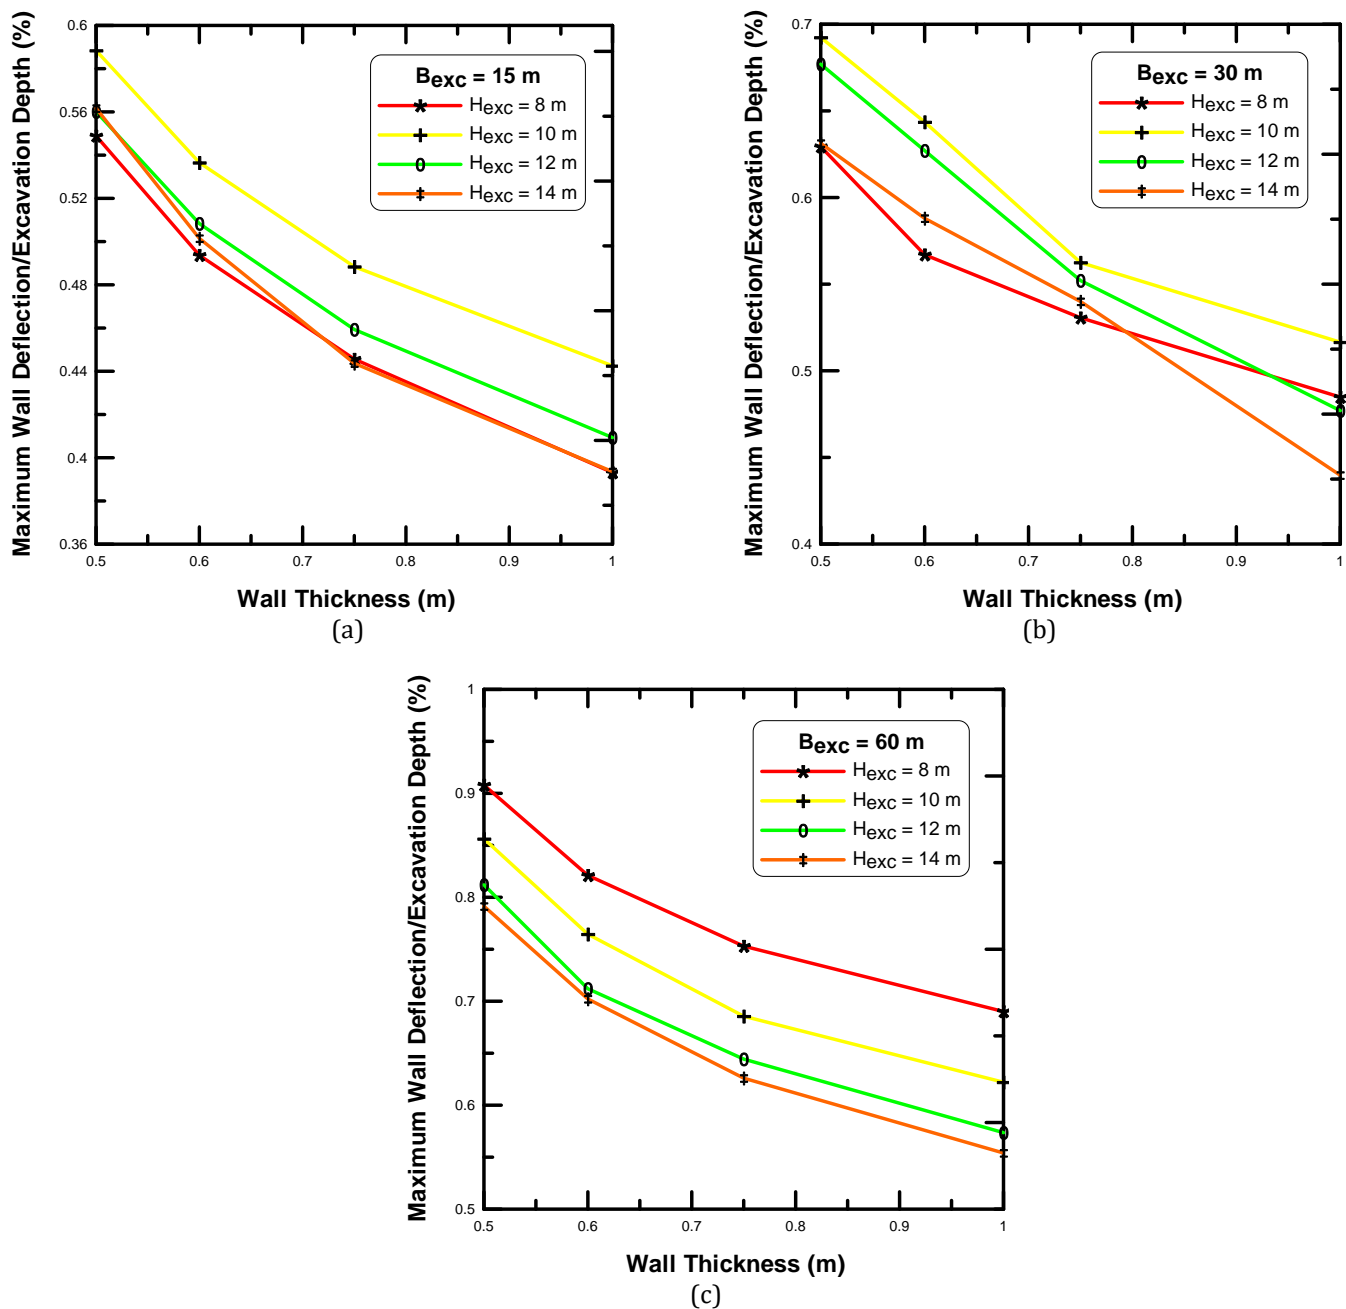 Maximum Wall Deflection/Excavation Depth (%)
0.6
0.56
0.52
0.48
0.44
0.4
0.36
0.5
0.6
0.7
0.8
0.9
1
Wall Thickness (m)
Bexc = 15 m
Hexc = 8 m
Hexc = 10 m
Hexc = 12 m
Hexc = 14 m
(a)
Maximum Wall Deflection/Excavation Depth (%)
0.7
0.6
0.5
0.4
0.5
0.6
0.7
0.8
0.9
1
Wall Thickness (m)
Bexc = 30 m
Hexc = 8 m
Hexc = 10 m
Hexc = 12 m
Hexc = 14 m
(b)
Maximum Wall Deflection/Excavation Depth (%)
1
0.9
0.8
0.7
0.6
0.5
0.5
0.6
0.7
0.8
0.9
1
Wall Thickness (m)
Bexc = 60 m
Hexc = 8 m
Hexc = 10 m
Hexc = 12 m
Hexc = 14 m
(c)